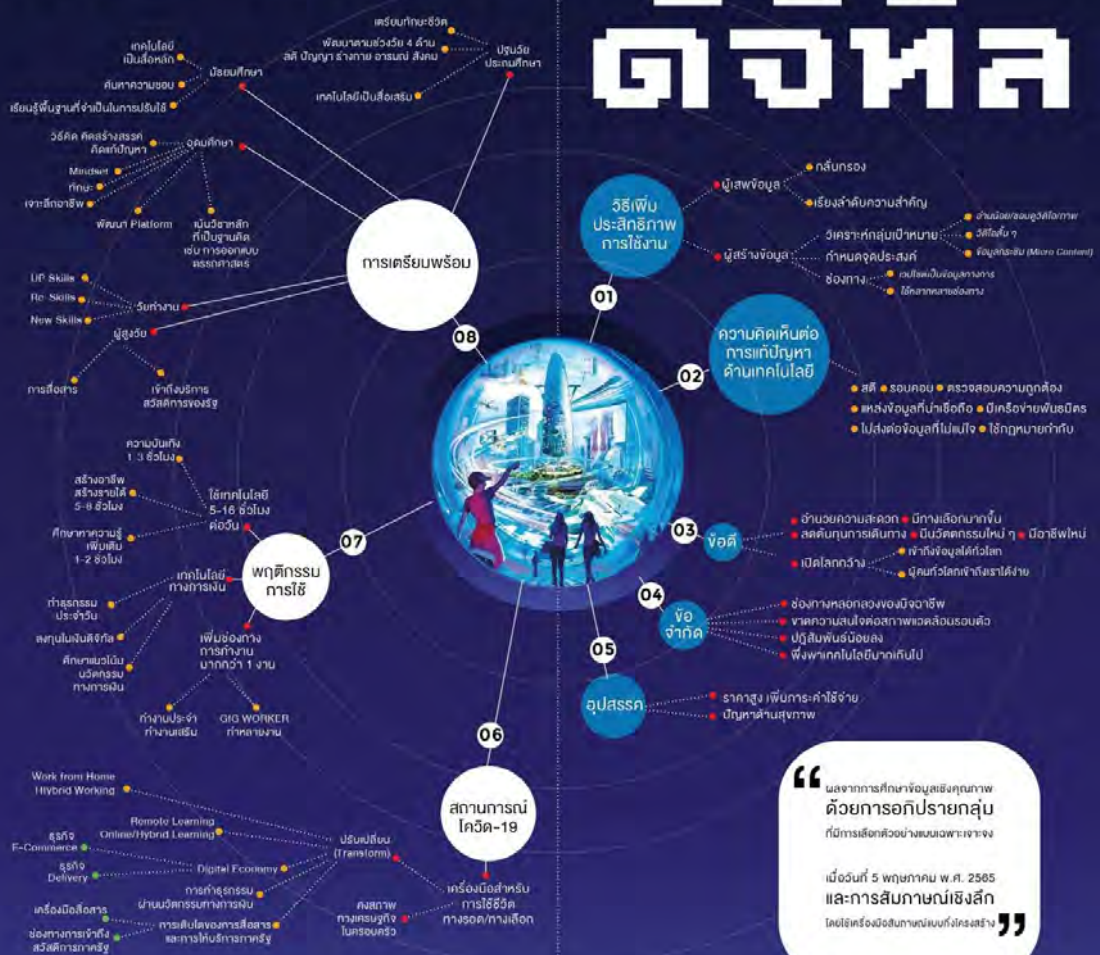 ดิจิทัล
วิธีเพิ่ม
ประสิทธิภาพ
การใช้งาน
01
ผู้เสพข้อมูล
กลั่นกรอง
เรียงลำดับความสำคัญ
ผู้สร้างข้อมูล
วิเคราะห์กลุ่มเป้าหมาย
อ่านน้อย/ชอบดูวิดีโอ/ภาพ
วิดีโอสั้น ๆ
ข้อมูลกระชับ (Micro Content)
กำหนดจุดประสงค์
ช่องทาง
เวปไซต์เป็นข้อมูลทางการ
ใช้หลากหลายช่องทาง
02
ความคิดเห็นต่อ
การแก้ปัญหา
ด้านเทคโนโลยี
สติ รอบคอบ ตรวจสอบความถูกต้อง
แหล่งข้อมูลที่น่าเชื่อถือ มีเครือข่ายพันธมิตร
ไม่ส่งต่อข้อมูลที่ไม่แน่ใจ ใช้กฎหมายกำกับ
03
ข้อดี
อำนวยความสะดวก มีทางเลือกมากขึ้น
ลดต้นทุนการเดินทาง มีนวัตกรรมใหม่ ๆ มีอาชีพใหม่
เปิดโลกกว้าง
เข้าถึงข้อมูลได้ทั่วโลก
ผู้คนทั่วโลกเข้าถึงเราได้ง่าย
04
ข้อ
จำกัด
ช่องทางหลอกลวงของมิจฉาชีพ
ขาดความสนใจต่อสภาพแวดล้อมรอบตัว
ปฏิสัมพันธ์น้อยลง
พึ่งพาเทคโนโลยีมากเกินไป
05
อุปสรรค
ราคาสูง เพิ่มภาระค่าใช้จ่าย
ปัญหาด้านสุขภาพ
06
สถานการณ์
โควิด-19
เครื่องมือสำหรับ
การใช้ชีวิต
ทางรอด/ทางเลือก
คงสภาพ
ทางเศรษฐกิจ
ในครอบครัว
ปรับเปลี่ยน
(Transform)
Work from Home
Hybrid Working
Remote Learning
Online/Hybrid Learning
Digital Economy
ธุรกิจ
E-Commerce
ธุรกิจ
Delivery
การทำธุรกรรม
ผ่านนวัตกรรมทางการเงิน
การเติบโตของการสื่อสาร
และการให้บริการภาครัฐ
เครื่องมือสื่อสาร
ช่องทางการเข้าถึง
สวัสดิการภาครัฐ
07
พฤติกรรม
การใช้
ใช้เทคโนโลยี
5-16 ชั่วโมง
ต่อวัน
ความบันเทิง
1-3 ชั่วโมง
สร้างอาชีพ
สร้างรายได้
5-8 ชั่วโมง
ศึกษาหาความรู้
เพิ่มเติม
1-2 ชั่วโมง
เทคโนโลยี
ทางการเงิน
ทำธุรกรรม
ประจำวัน
ลงทุนในเงินดิจิทัล
ศึกษาแนวโน้ม
นวัตกรรม
ทางการเงิน
เพิ่มช่องทาง
การทำงาน
มากกว่า 1 งาน
ทำงานประจำ
ทำงานเสริม
GIG WORKER
ทำหลายงาน
08
การเตรียมพร้อม
ปฐมวัย
ประถมศึกษา
เตรียมทักษะชีวิต
พัฒนาตามช่วงวัย 4 ด้าน
สติ ปัญญา ร่างกาย อารมณ์ สังคม
เทคโนโลยีเป็นสื่อเสริม
มัธยมศึกษา
เทคโนโลยี
เป็นสื่อหลัก
ค้นหาความชอบ
เรียนรู้พื้นฐานที่จำเป็นในการปรับใช้
อุดมศึกษา
วิธีคิด คิดสร้างสรรค์
คิดแก้ปัญหา
Mindset
ทักษะ
เจาะลึกอาชีพ
พัฒนา Platform
เน้นวิชาหลัก
ที่เป็นฐานคิด
เช่น การออกแบบ
ตรรกศาสตร์
วัยทำงาน
UP Skills
Re-Skills
New Skills
ผู้สูงวัย
การสื่อสาร
เข้าถึงบริการ
สวัสดิการของรัฐ
“ ผลจากการศึกษาข้อมูลเชิงคุณภาพ
ด้วยการอภิปรายกลุ่ม
ที่มีการเลือกตัวอย่างแบบเฉพาะเจาะจง
เมื่อวันที่ 5 พฤษภาคม พ.ศ. 2565
และการสัมภาษณ์เชิงลึก
โดยใช้เครื่องมือสัมภาษณ์แบบกึ่งโครงสร้าง ”